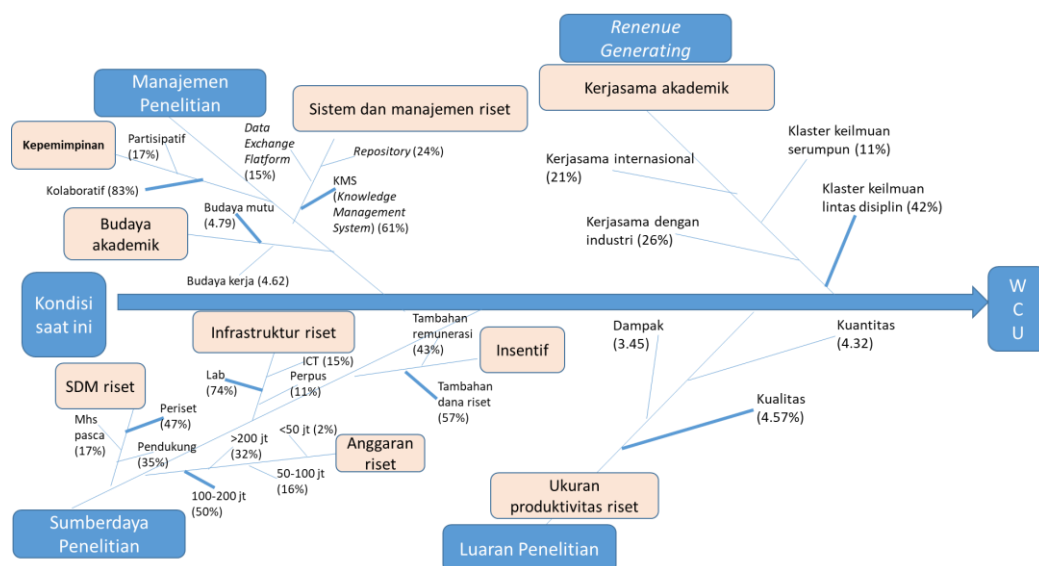 Renenue
Generating
Kerjasama akademik
Manajemen
Penelitian
Sistem dan manajemen riset
Kepemimpinan
Partisipatif
(17%)
Kolaboratif (83%)
Data
Exchange
Flatform
(15%)
Repository (24%)
KMS
(Knowledge
Management
System) (61%)
Budaya mutu
(4.79)
Budaya
akademik
Budaya kerja (4.62)
Kerjasama internasional
(21%)
Klaster keilmuan
serumpun (11%)
Kerjasama dengan
industri (26%)
Klaster keilmuan
lintas disiplin (42%)
Kondisi
saat ini
W
C
U
Infrastruktur riset
ICT (15%)
Lab
(74%)
Perpus
(11%)
Tambahan
remunerasi
(43%)
Insentif
Tambahan
dana riset
(57%)
SDM riset
Mhs
pasca
(17%)
Periset
(47%)
Pendukung
(35%)
>200 jt
(32%)
<50 jt (2%)
Anggaran
riset
50-100 jt
(16%)
100-200 jt
(50%)
Sumberdaya
Penelitian
Dampak
(3.45)
Kuantitas
(4.32)
Kualitas
(4.57%)
Ukuran
produktivitas riset
Luaran Penelitian